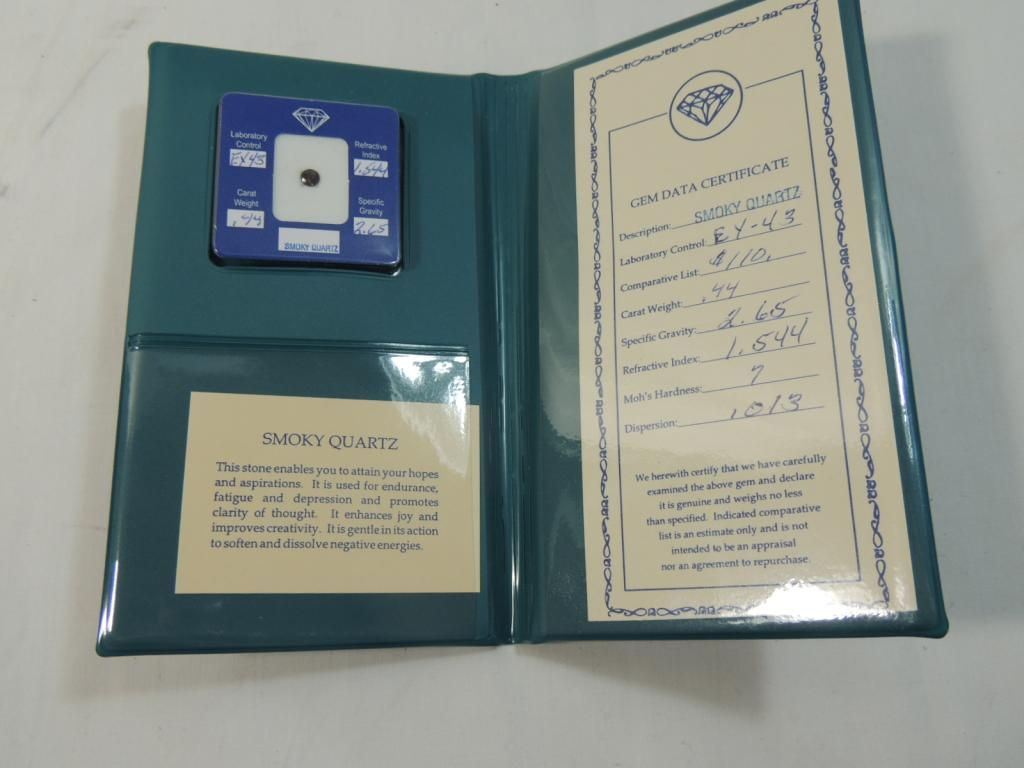 Laboratory
Control
EX43
Refractive
Index
1.544
Carat
Weight
.44
Specific
Gravity
2.65
SMOKY QUARTZ
SMOKY QUARTZ
This stone enables you to attain your hopes
and aspirations. It is used for endurance,
fatigue and depression and promotes
clarity of thought. It enhances joy and
improves creativity. It is gentle in its action
to soften and dissolve negative energies.
GEM DATA CERTIFICATE
Description: SMOKY QUARTZ
Laboratory Control: EX-43
Comparative List: $110.
Carat Weight: .44
Specific Gravity: 2.65
Refractive Index: 1.544
Moh's Hardness: 7
Dispersion: .013
We herewith certify that we have carefully
examined the above gem and declare
it is genuine and weighs no less
than specified. Indicated comparative
list is an estimate only and is not
intended to be an appraisal
nor an agreement to repurchase.